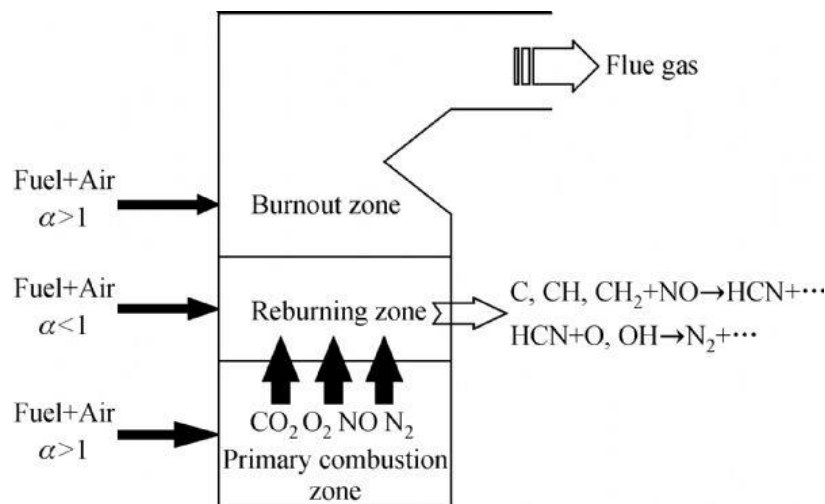 Flue gas
Fuel+Air
α>1
Burnout zone
Fuel+Air
α<1
Reburning zone
C, CH, CH₂+NO→HCN+⋯
HCN+O, OH→N₂+⋯
Fuel+Air
α>1
CO₂ O₂ NO N₂
Primary combustion
zone